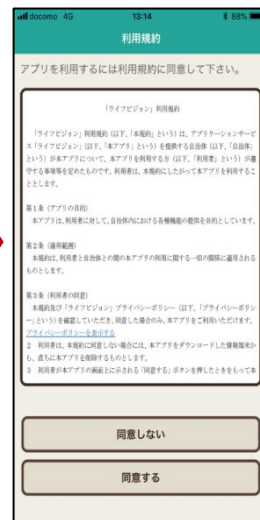 docomo 4G 13:14 88%
利用規約
アプリを利用するには利用規約に同意して下さい。
「ライフビジョン」利用規約
「ライフビジョン」利用規約(以下、「本規約」という)は、アプリケーションサービ
ス「ライフビジョン」(以下、「本アプリ」という)を提供する自治体(以下、「自治体」
という)が本アプリについて、本アプリを利用する方(以下、「利用者」という)が遵
守する事項等を定めたものです。利用者は、本規約にしたがって本アプリを利用するこ
ととします。
第1条(アプリの目的)
本アプリは、利用者に対して、自治体内における各種機能の提供を目的としています。
第2条(適用範囲)
本規約は、利用者と自治体との間の本アプリの利用に関する一切の関係に適用される
ものとします。
第3条(利用者の同意)
本規約及び「ライフビジョン」プライバシーポリシー(以下、「プライバシーポリシ
ー」という)を確認していただき、同意した場合のみ、本アプリをご利用いただけます。
プライバシーポリシーを表示する
2 利用者は、本規約に同意しない場合には、本アプリをダウンロードした情報端末か
ら、直ちに本アプリを削除するものとします。
3 利用者が本アプリの画面上に示される「同意する」ボタンを押したときをもって本
同意しない
同意する